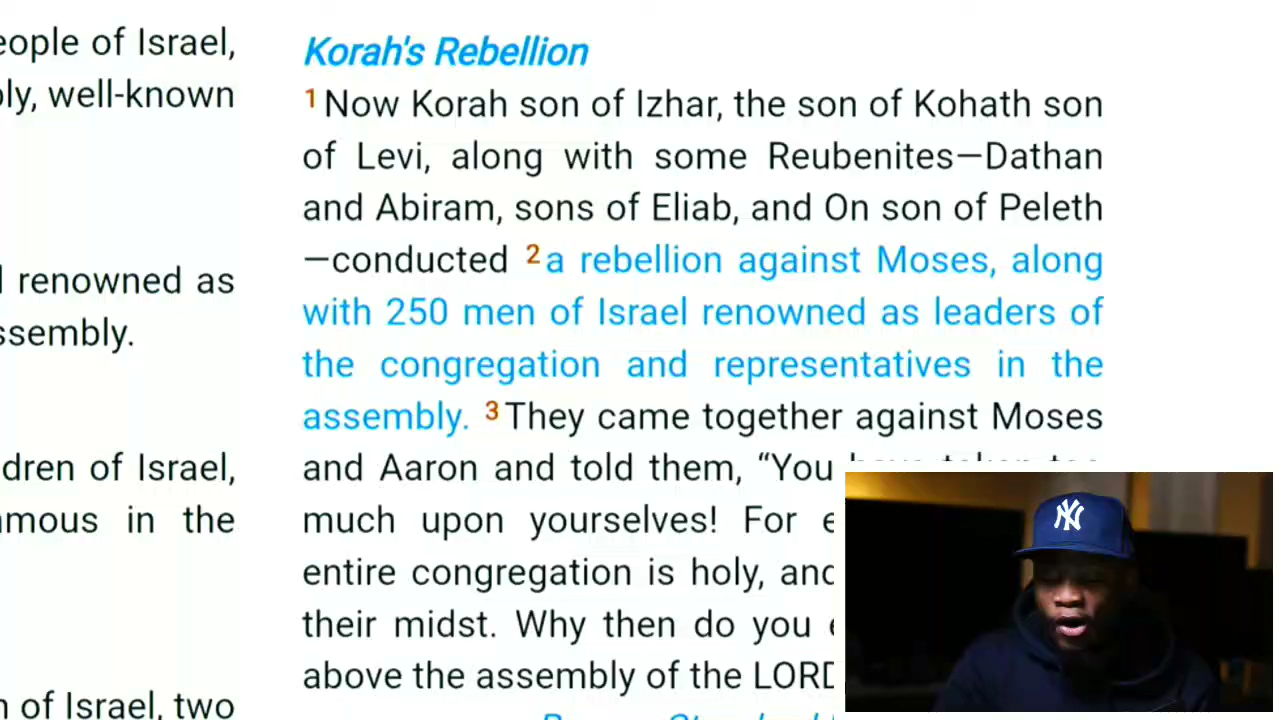 eople of Israel,
ly, well-known
renowned as
ssembly.
dren of Israel,
mous in the
of Israel, two
Korah's Rebellion
1 Now Korah son of Izhar, the son of Kohath son
of Levi, along with some Reubenites—Dathan
and Abiram, sons of Eliab, and On son of Peleth
—conducted 2 a rebellion against Moses, along
with 250 men of Israel renowned as leaders of
the congregation and representatives in the
assembly. 3 They came together against Moses
and Aaron and told them, “You
much upon yourselves! For
entire congregation is holy,
their midst. Why then do you
above the assembly of the LORD
NY